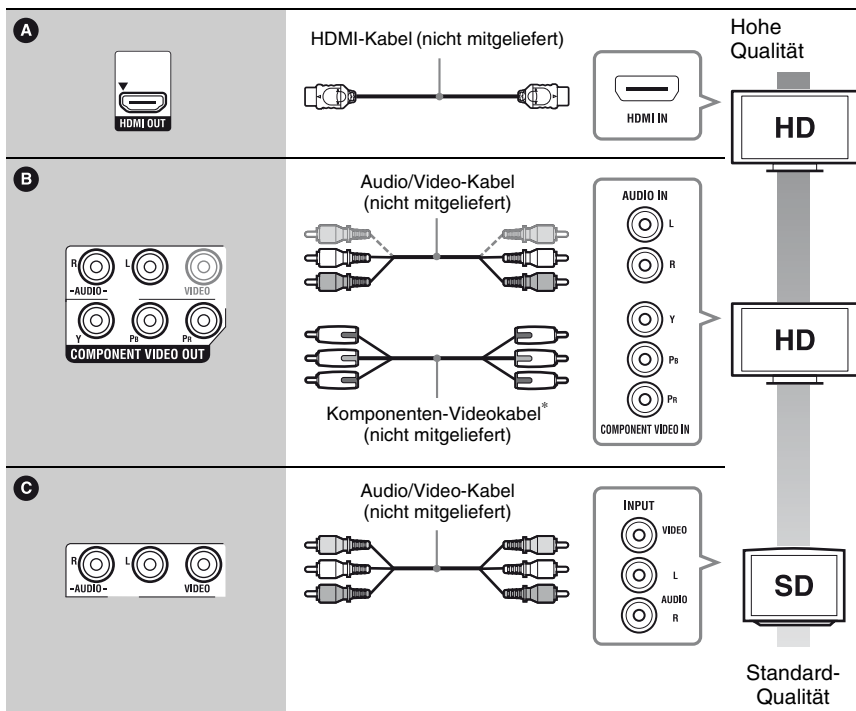 A
HDMI OUT
HDMI-Kabel (nicht mitgeliefert)
HDMI IN
Hohe
Qualität
HD
B
R
L
-AUDIO-
VIDEO
Y
PB
PR
COMPONENT VIDEO OUT
Audio/Video-Kabel
(nicht mitgeliefert)
Komponenten-Videokabel*
(nicht mitgeliefert)
AUDIO IN
L
R
Y
PB
PR
COMPONENT VIDEO IN
HD
C
R
L
-AUDIO-
VIDEO
Audio/Video-Kabel
(nicht mitgeliefert)
INPUT
VIDEO
L
AUDIO
R
SD
Standard-
Qualität